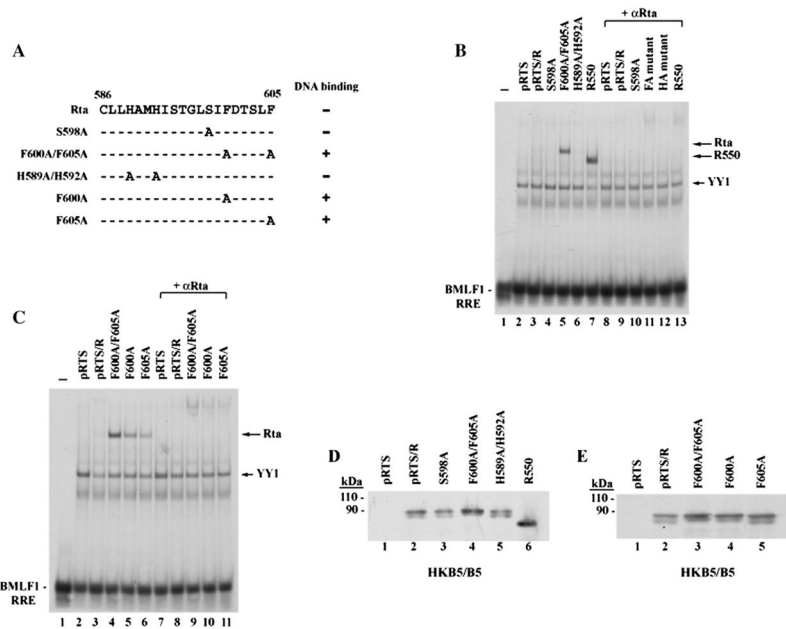 A
DNA binding
586 605
Rta CLLHAMHISTGLSIFDTSLF –
S598A ------------A------- –
F600A/F605A --------------A----A +
H589A/H592A ---A--A------------- –
F600A --------------A----- +
F605A -------------------A +
B
+ αRta
– pRTS pRTS/R S598A F600A/F605A H589A/H592A R550 pRTS pRTS/R S598A FA mutant HA mutant R550
Rta
R550
YY1
BMLF1 -
RRE
1 2 3 4 5 6 7 8 9 10 11 12 13
C
+ αRta
– pRTS pRTS/R F600A/F605A F600A F605A pRTS pRTS/R F600A/F605A F600A F605A
Rta
YY1
BMLF1 -
RRE
1 2 3 4 5 6 7 8 9 10 11
D
pRTS pRTS/R S598A F600A/F605A H589A/H592A R550
kDa
110 -
90 -
1 2 3 4 5 6
HKB5/B5
E
pRTS pRTS/R F600A/F605A F600A F605A
kDa
110 -
90 -
1 2 3 4 5
HKB5/B5